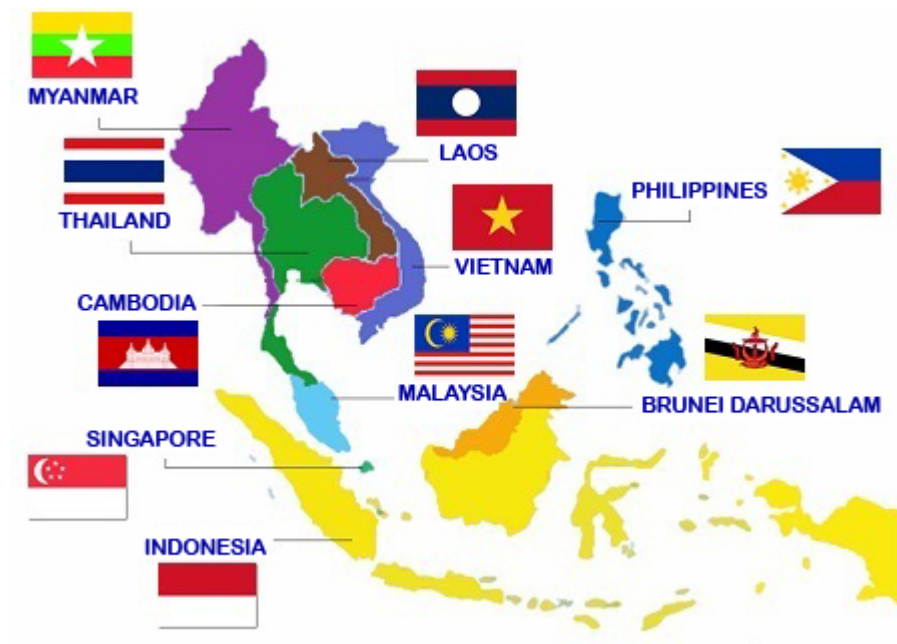 MYANMAR
LAOS
THAILAND
PHILIPPINES
VIETNAM
CAMBODIA
MALAYSIA
BRUNEI DARUSSALAM
SINGAPORE
INDONESIA